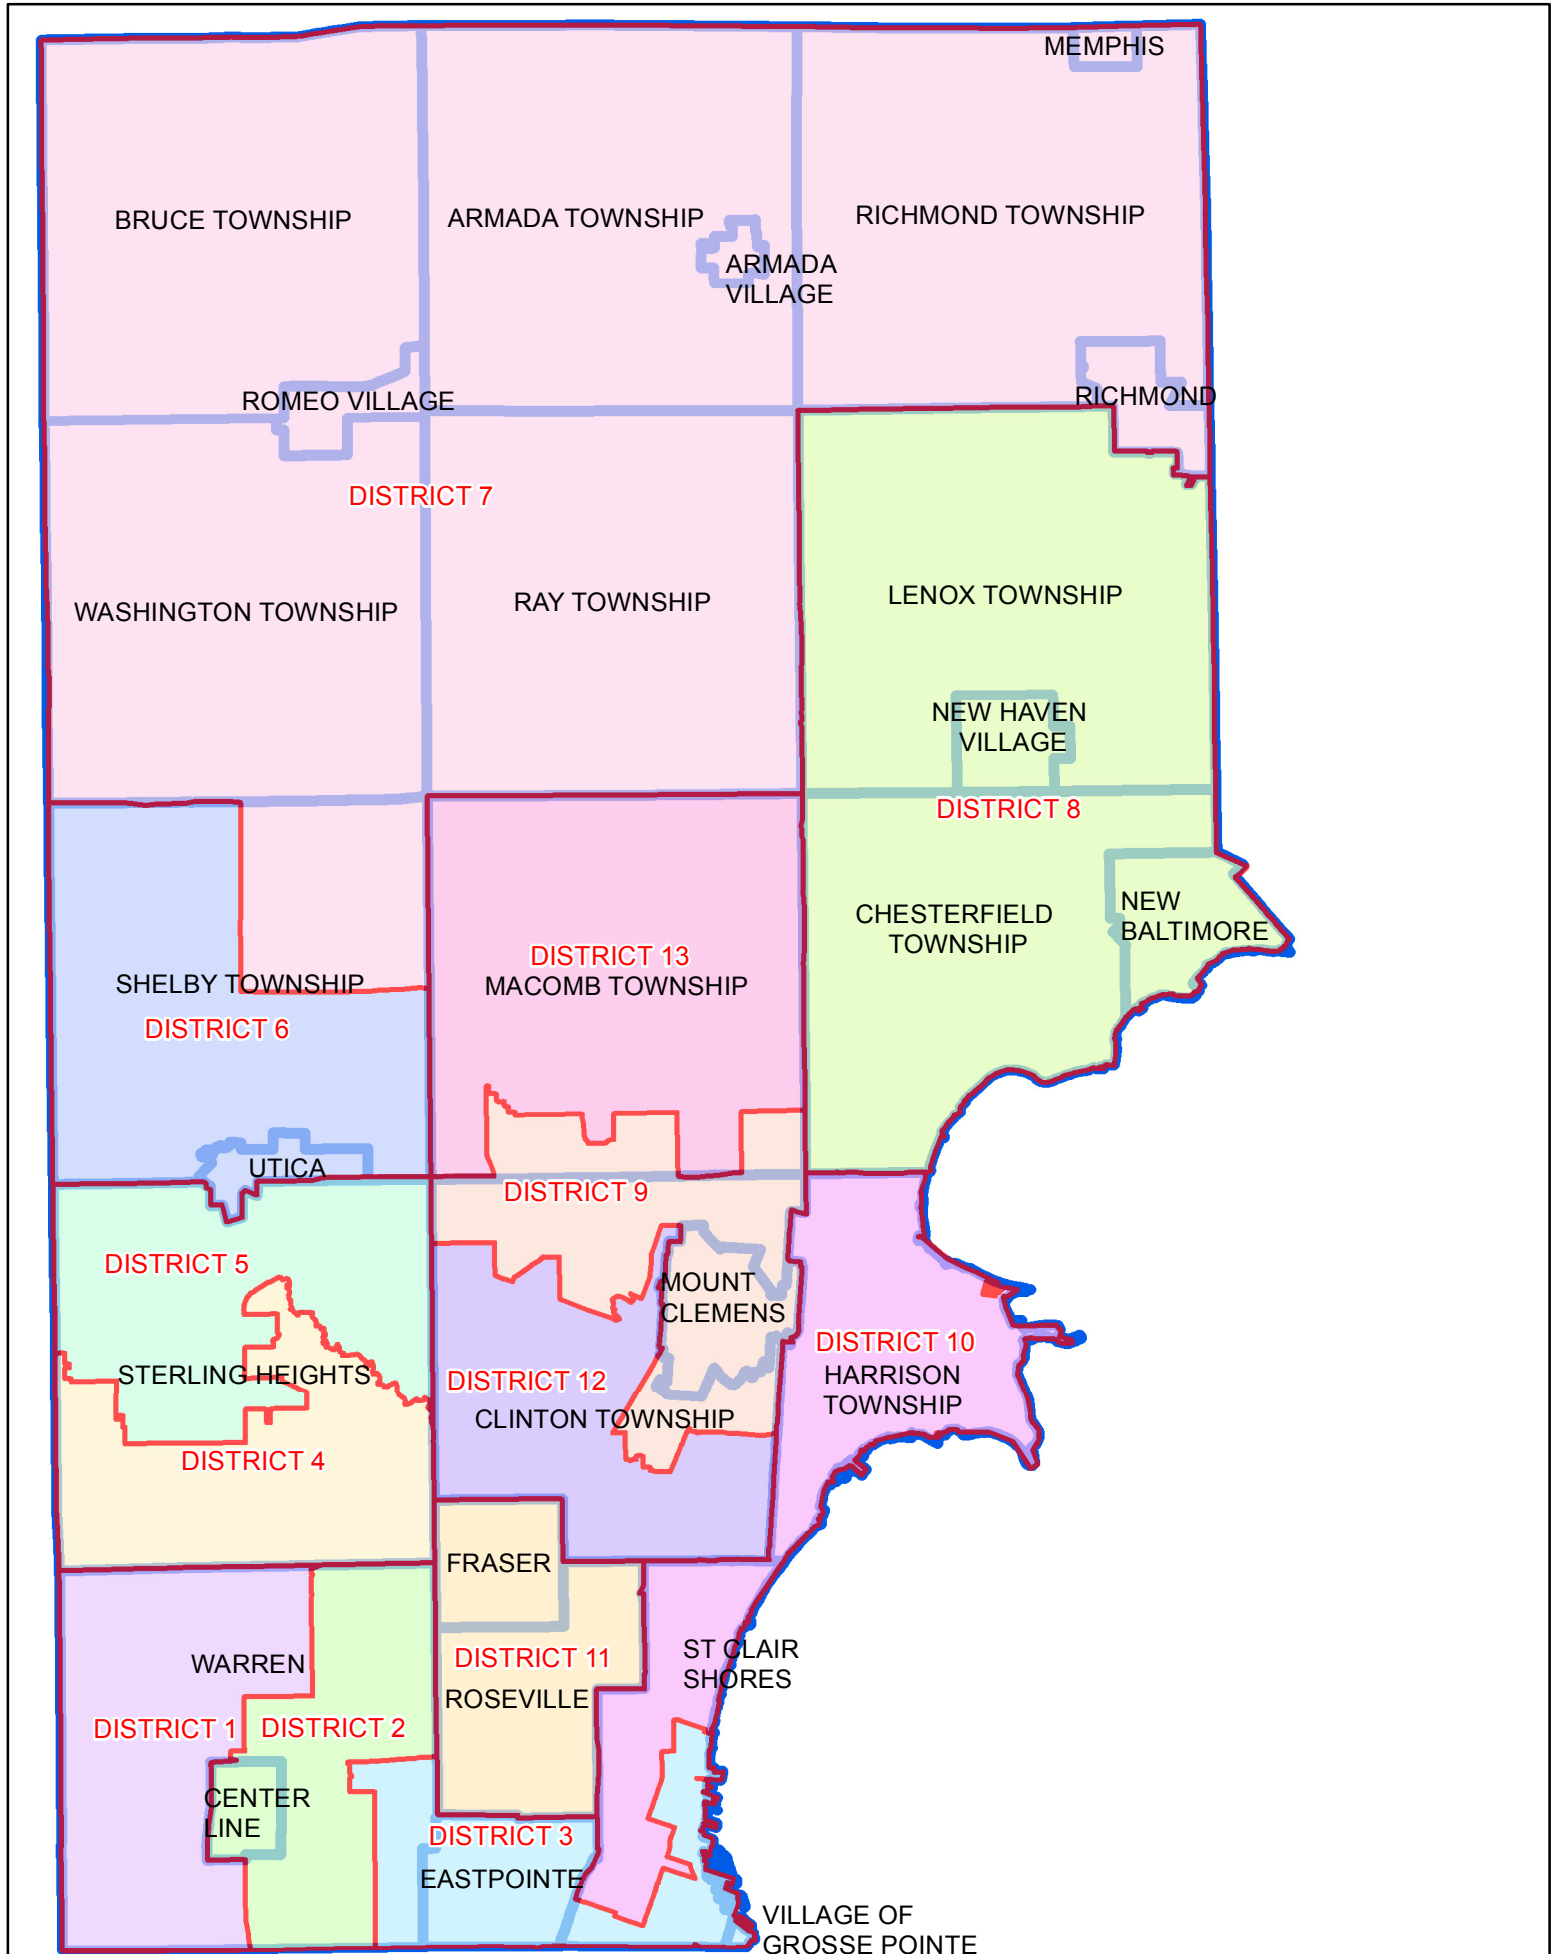 MEMPHIS
BRUCE TOWNSHIP
ARMADA TOWNSHIP
RICHMOND TOWNSHIP
ARMADA
VILLAGE
ROMEO VILLAGE
RICHMOND
DISTRICT 7
WASHINGTON TOWNSHIP
RAY TOWNSHIP
LENOX TOWNSHIP
NEW HAVEN
VILLAGE
DISTRICT 8
CHESTERFIELD
TOWNSHIP
NEW
BALTIMORE
DISTRICT 13
MACOMB TOWNSHIP
SHELBY TOWNSHIP
DISTRICT 6
UTICA
DISTRICT 9
DISTRICT 5
MOUNT
CLEMENS
DISTRICT 10
HARRISON
TOWNSHIP
STERLING HEIGHTS
DISTRICT 12
CLINTON TOWNSHIP
DISTRICT 4
FRASER
WARREN
DISTRICT 11
ROSEVILLE
ST CLAIR
SHORES
DISTRICT 1
DISTRICT 2
CENTER
LINE
DISTRICT 3
EASTPOINTE
VILLAGE OF
GROSSE POINTE